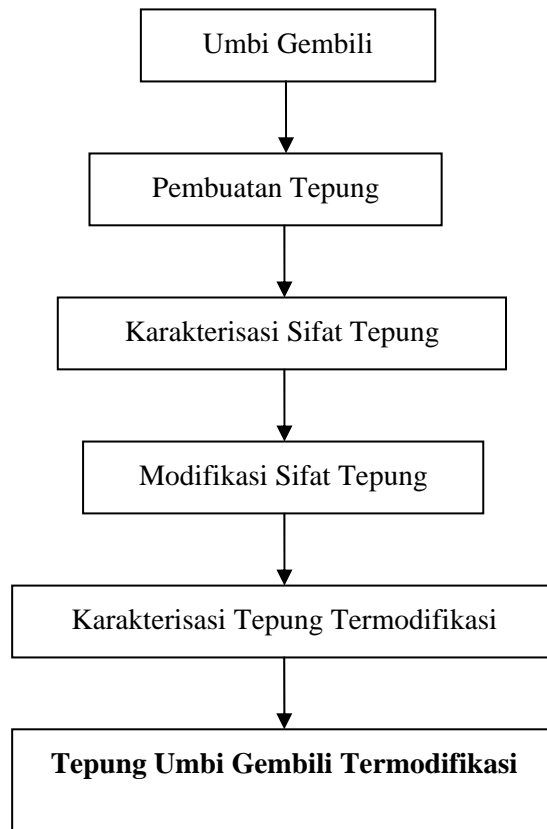 Umbi Gembili
Pembuatan Tepung
Karakterisasi Sifat Tepung
Modifikasi Sifat Tepung
Karakterisasi Tepung Termodifikasi
Tepung Umbi Gembili Termodifikasi